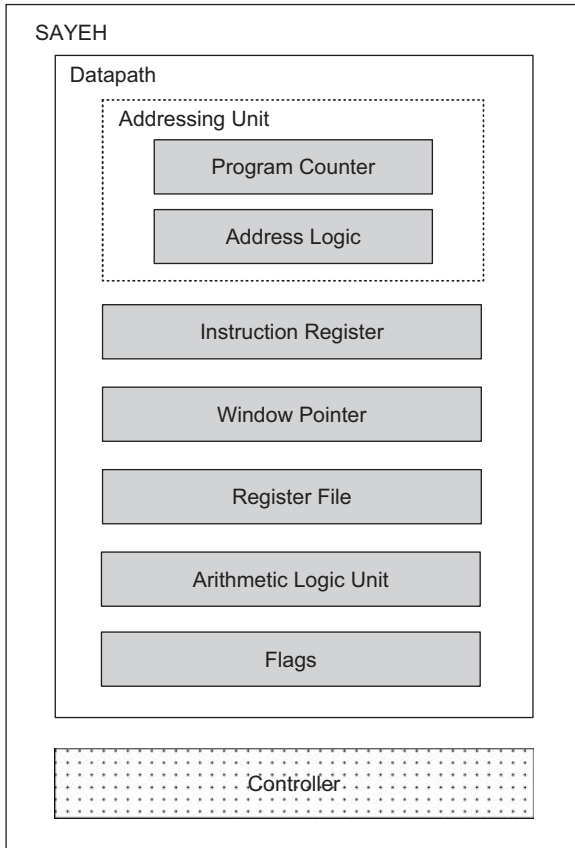 SAYEH
Datapath
Addressing Unit
Program Counter
Address Logic
Instruction Register
Window Pointer
Register File
Arithmetic Logic Unit
Flags
Controller